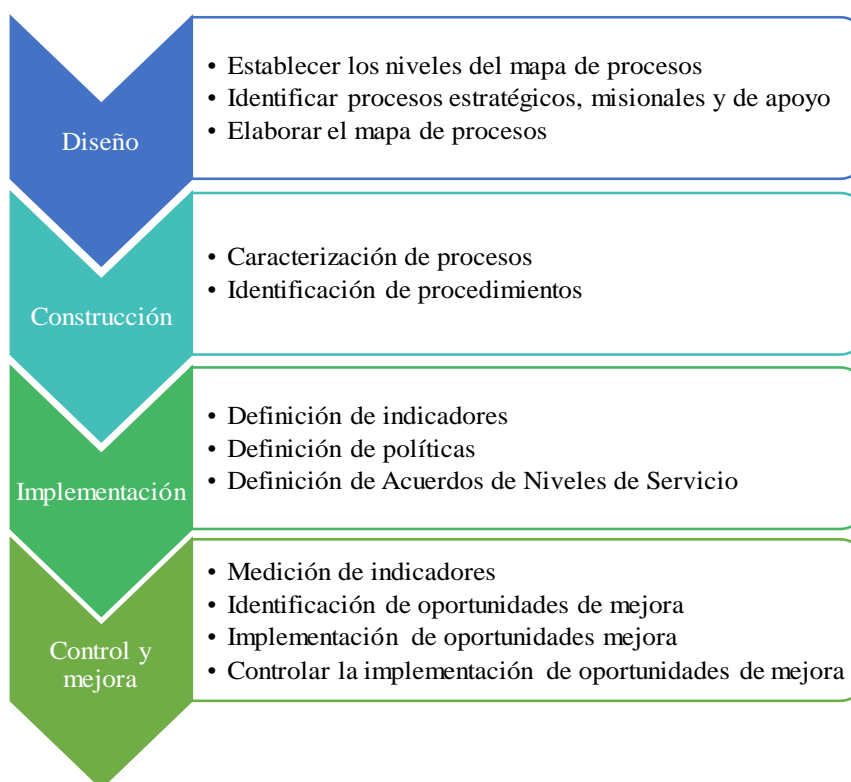 Diseño
• Establecer los niveles del mapa de procesos
• Identificar procesos estratégicos, misionales y de apoyo
• Elaborar el mapa de procesos
Construcción
• Caracterización de procesos
• Identificación de procedimientos
Implementación
• Definición de indicadores
• Definición de políticas
• Definición de Acuerdos de Niveles de Servicio
Control y
mejora
• Medición de indicadores
• Identificación de oportunidades de mejora
• Implementación de oportunidades mejora
• Controlar la implementación de oportunidades de mejora